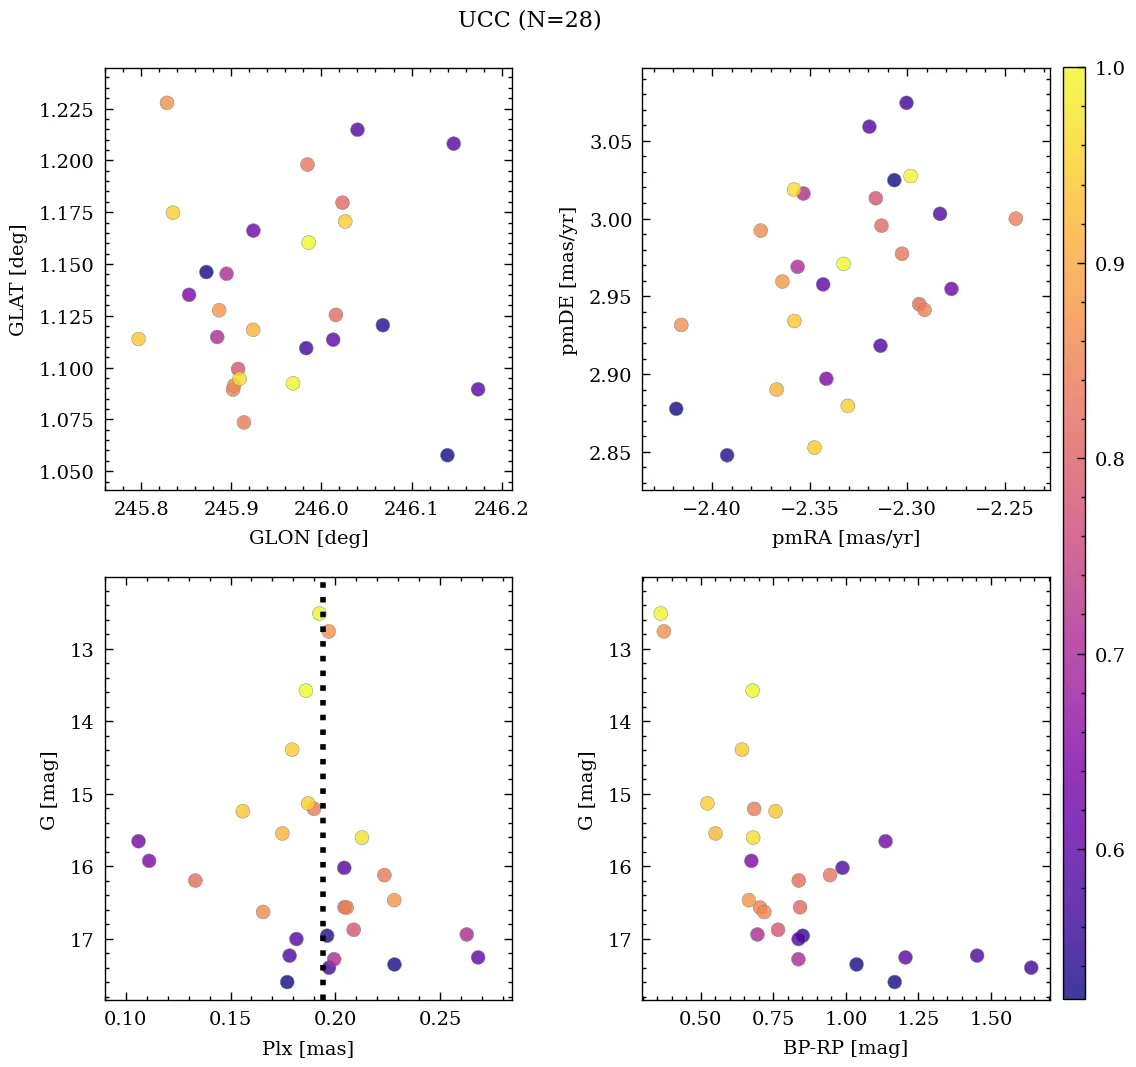 UCC (N=28)
1.225
1.200
1.175
1.150
1.125
1.100
1.075
1.050
GLAT [deg]
245.8 245.9 246.0 246.1 246.2
GLON [deg]
3.05
3.00
2.95
2.90
2.85
pmDE [mas/yr]
−2.40 −2.35 −2.30 −2.25
pmRA [mas/yr]
13
14
15
16
17
G [mag]
0.10 0.15 0.20 0.25
Plx [mas]
13
14
15
16
17
G [mag]
0.50 0.75 1.00 1.25 1.50
BP-RP [mag]
1.0
0.9
0.8
0.7
0.6